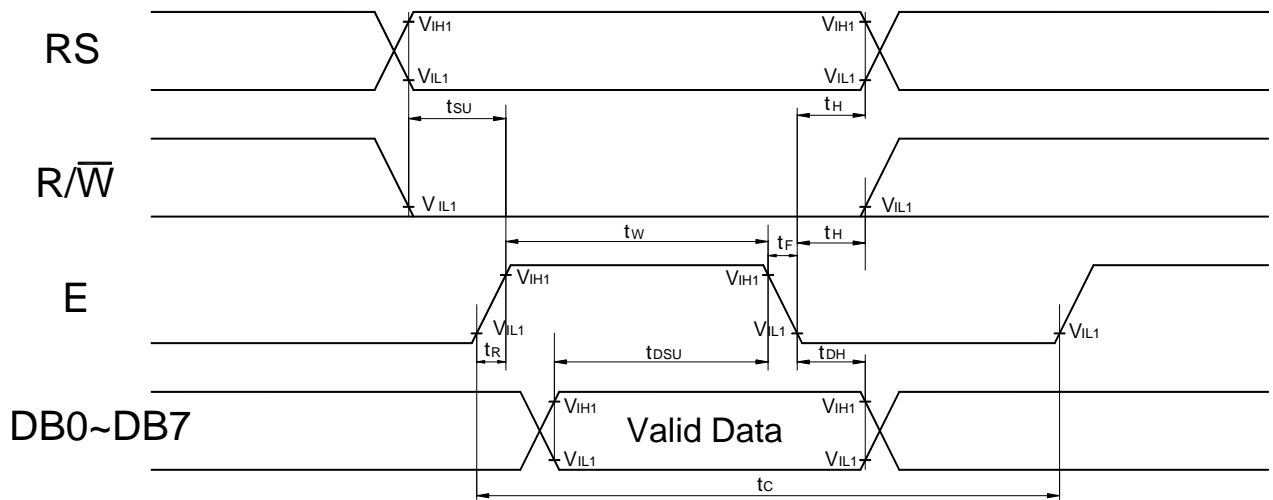 RS
VIH1
VIH1
VIL1
VIL1
tSU
tH
R/W̅
VIL1
VIL1
tW
tF
tH
E
VIH1
VIH1
VIL1
VIL1
VIL1
tR
tDSU
tDH
DB0~DB7
VIH1
Valid Data
VIH1
VIL1
VIL1
tC